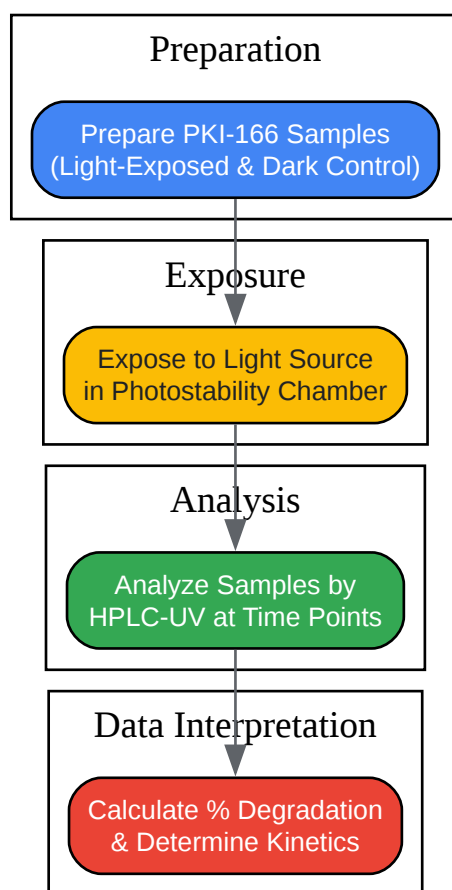 Preparation
Prepare PKI-166 Samples
(Light-Exposed & Dark Control)
Exposure
Expose to Light Source
in Photostability Chamber
Analysis
Analyze Samples by
HPLC-UV at Time Points
Data Interpretation
Calculate % Degradation
& Determine Kinetics